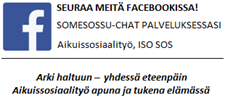 SEURAA MEITÄ FACEBOOKISSA!
SOMESOSSU-CHAT PALVELUKSESSASI
Aikuissosiaalityö, ISO SOS
Arki haltuun – yhdessä eteenpäin
Aikuissosiaalityö apuna ja tukena elämässä